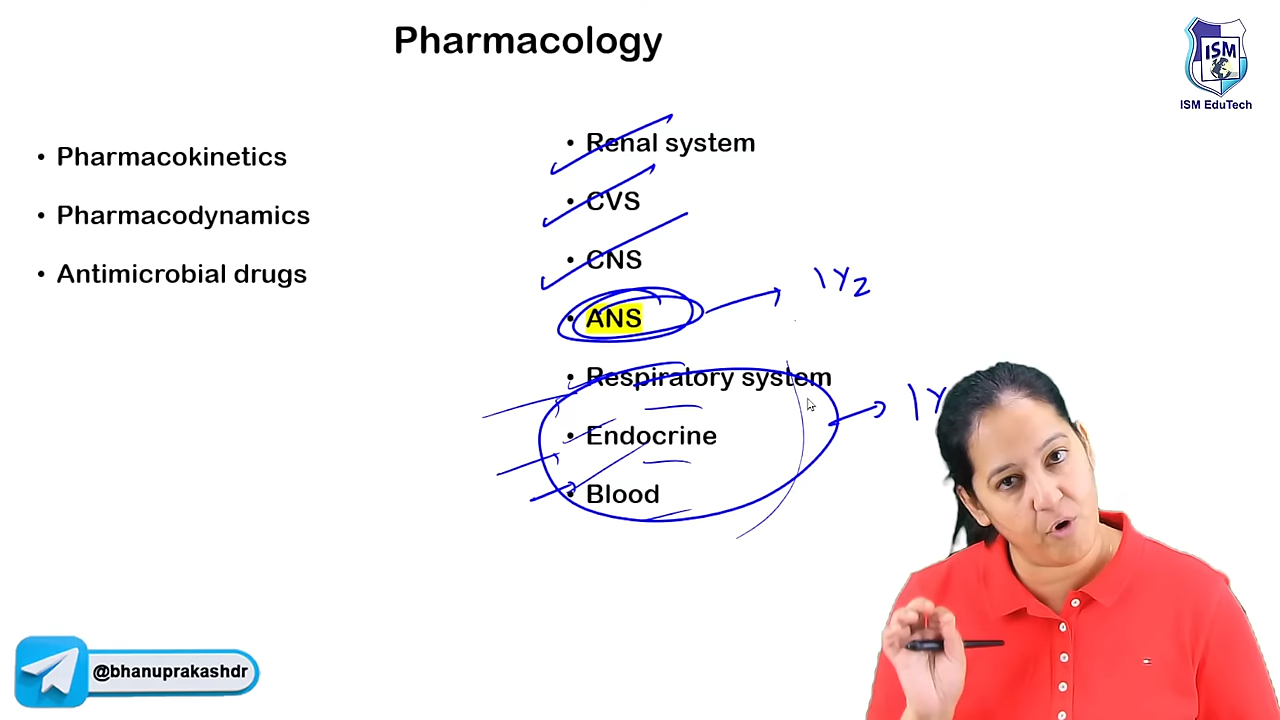 Pharmacology
ISM
ISM EduTech
• Pharmacokinetics
• Pharmacodynamics
• Antimicrobial drugs
• Renal system
• CVS
• CNS
• ANS
1Y2
• Respiratory system
• Endocrine
• Blood
@bhanuprakashdr